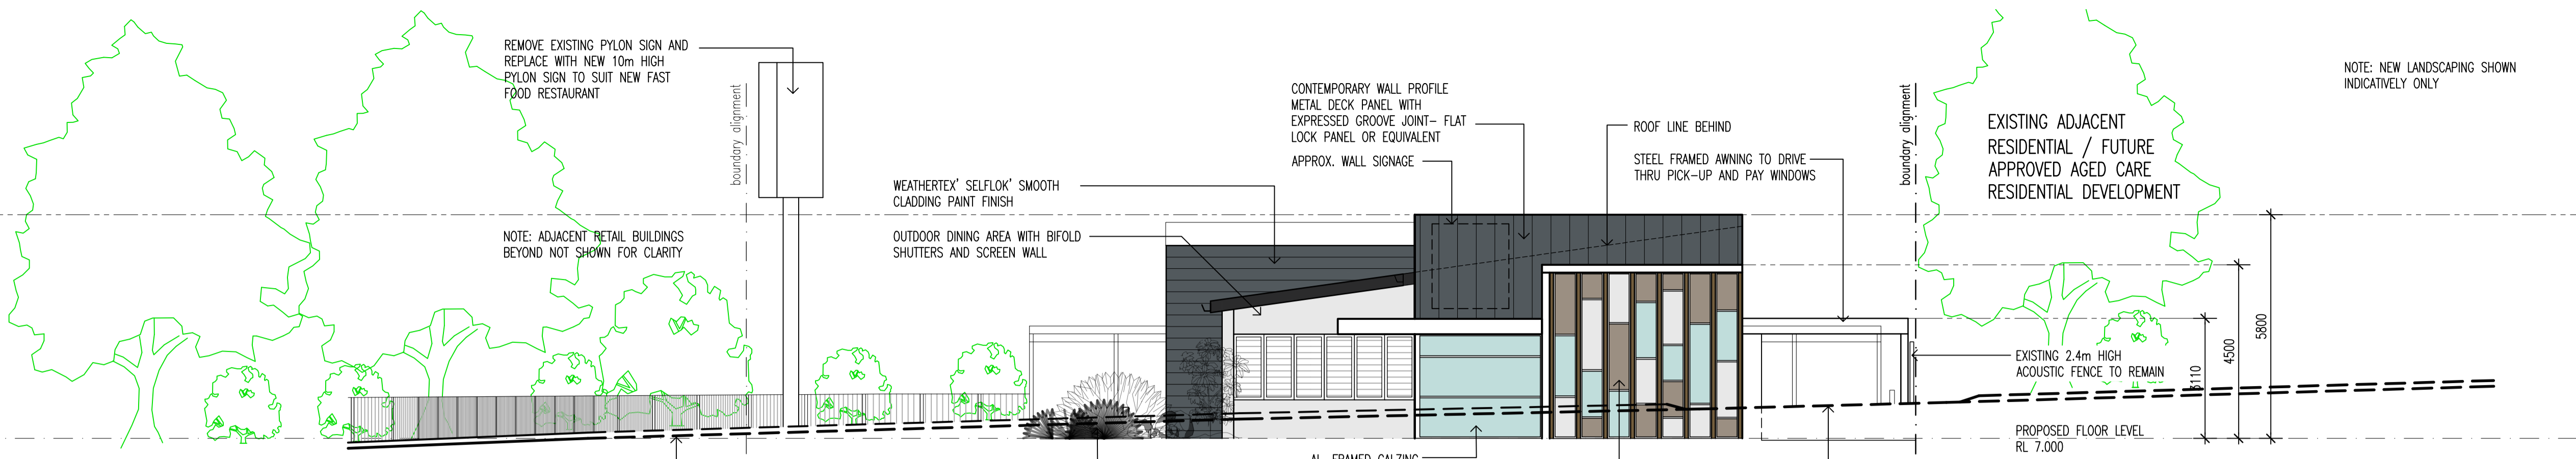 REMOVE EXISTING PYLON SIGN AND
REPLACE WITH NEW 10m HIGH
PYLON SIGN TO SUIT NEW FAST
FOOD RESTAURANT
boundary alignment
NOTE: ADJACENT RETAIL BUILDINGS
BEYOND NOT SHOWN FOR CLARITY
WEATHERTEX' SELFLOK' SMOOTH
CLADDING PAINT FINISH
OUTDOOR DINING AREA WITH BIFOLD
SHUTTERS AND SCREEN WALL
CONTEMPORARY WALL PROFILE
METAL DECK PANEL WITH
EXPRESSED GROOVE JOINT- FLAT
LOCK PANEL OR EQUIVALENT
APPROX. WALL SIGNAGE
ROOF LINE BEHIND
STEEL FRAMED AWNING TO DRIVE
THRU PICK-UP AND PAY WINDOWS
boundary alignment
EXISTING ADJACENT
RESIDENTIAL / FUTURE
APPROVED AGED CARE
RESIDENTIAL DEVELOPMENT
NOTE: NEW LANDSCAPING SHOWN
INDICATIVELY ONLY
EXISTING 2.4m HIGH
ACOUSTIC FENCE TO REMAIN
3110
4500
5800
PROPOSED FLOOR LEVEL
RL 7.000
AL. FRAMED GALZING